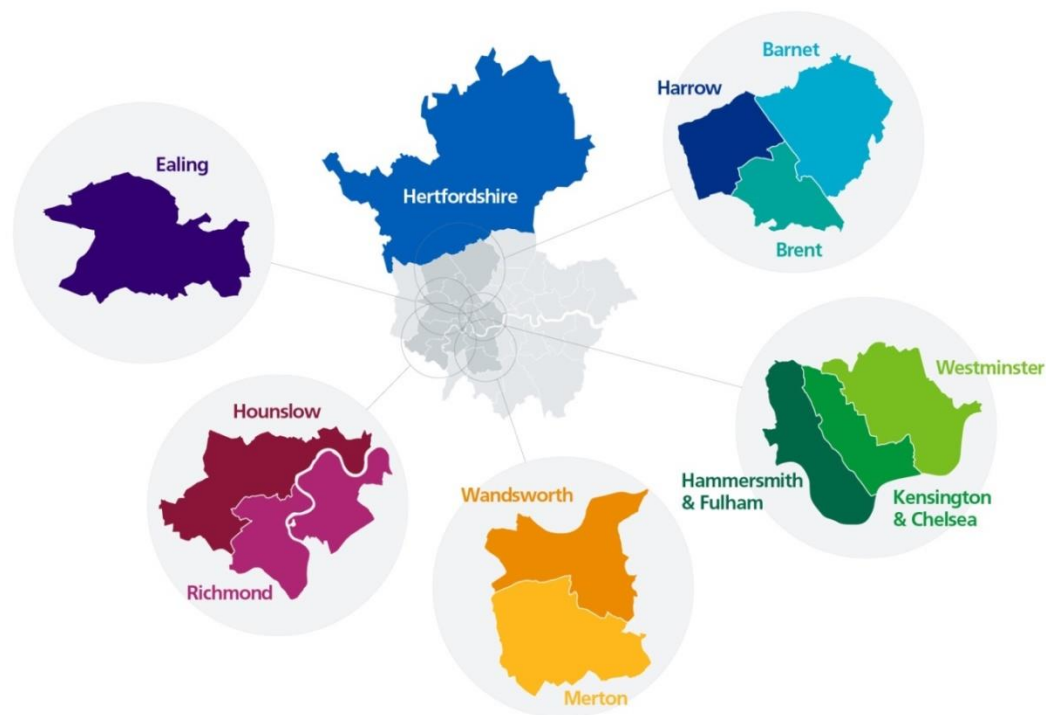 Barnet
Harrow
Ealing
Hertfordshire
Brent
Westminster
Hounslow
Hammersmith
& Fulham
Kensington
& Chelsea
Wandsworth
Richmond
Merton